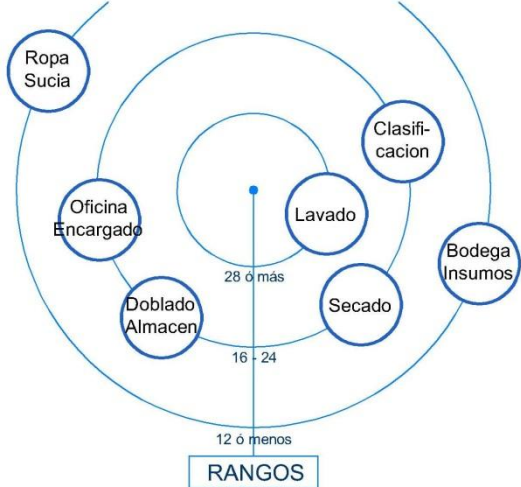 Ropa
Sucia
Clasifi-
cacion
Oficina
Encargado
Lavado
Bodega
Insumos
28 ó más
Doblado
Almacen
Secado
16 - 24
12 ó menos
RANGOS